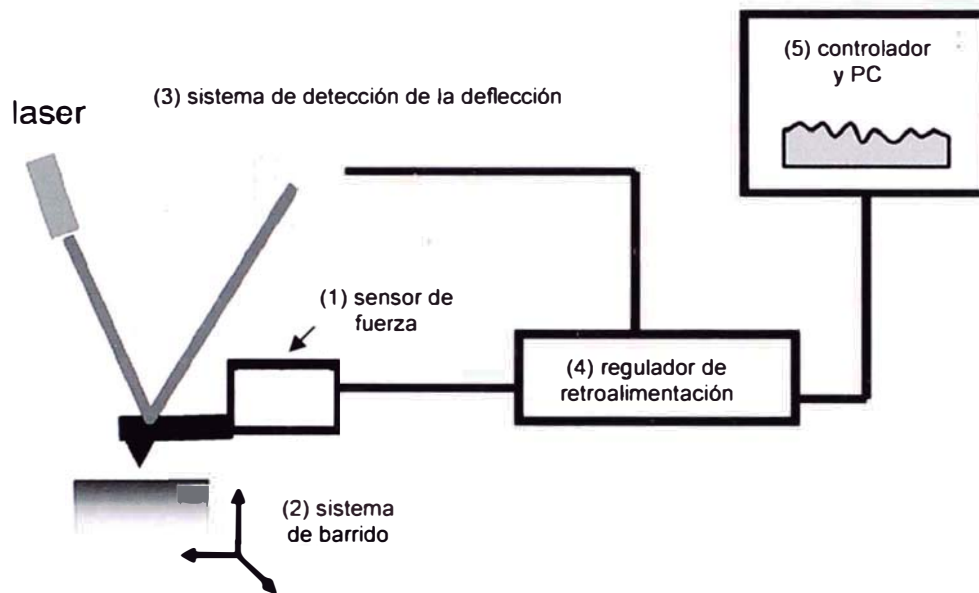 (5) controlador
y PC
(3) sistema de detección de la deflección
laser
(1) sensor de
fuerza
(4) regulador de
retroalimentación
(2) sistema
de barrido